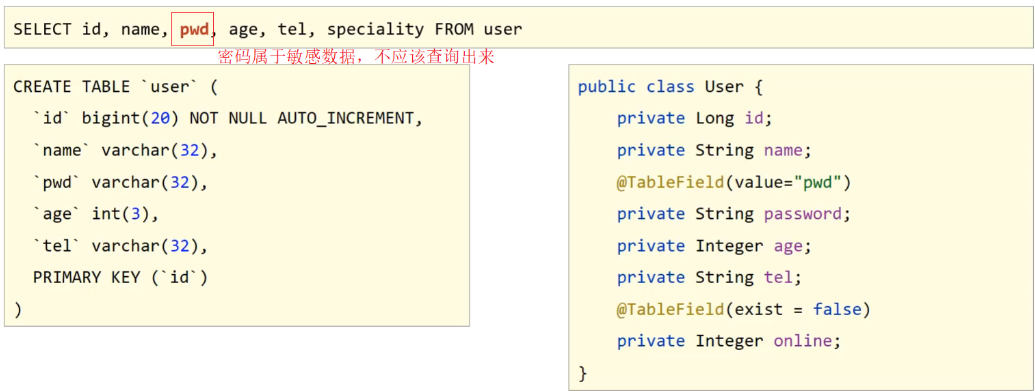 SELECT id, name, pwd, age, tel, speciality FROM user
密码属于敏感数据，不应该查询出来
CREATE TABLE `user` (
`id` bigint(20) NOT NULL AUTO_INCREMENT,
`name` varchar(32),
`pwd` varchar(32),
`age` int(3),
`tel` varchar(32),
PRIMARY KEY (`id`)
)
public class User {
private Long id;
private String name;
@TableField(value="pwd")
private String password;
private Integer age;
private String tel;
@TableField(exist = false)
private Integer online;
}